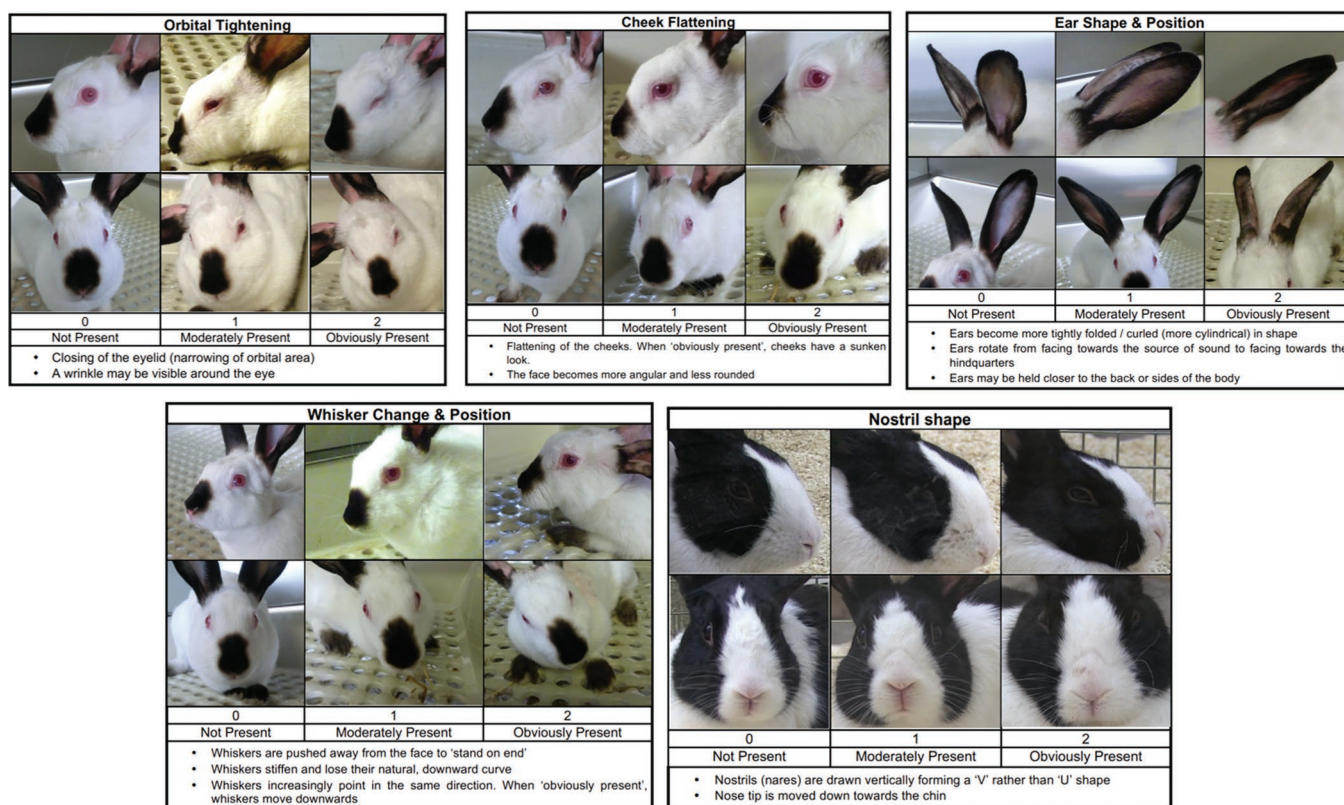 Orbital Tightening
0 1 2
Not Present Moderately Present Obviously Present
• Closing of the eyelid (narrowing of orbital area)
• A wrinkle may be visible around the eye
Cheek Flattening
0 1 2
Not Present Moderately Present Obviously Present
• Flattening of the cheeks. When 'obviously present', cheeks have a sunken
look.
• The face becomes more angular and less rounded
Ear Shape & Position
0 1 2
Not Present Moderately Present Obviously Present
• Ears become more tightly folded / curled (more cylindrical) in shape
• Ears rotate from facing towards the source of sound to facing towards the
hindquarters
• Ears may be held closer to the back or sides of the body
Whisker Change & Position
0 1 2
Not Present Moderately Present Obviously Present
• Whiskers are pushed away from the face to 'stand on end'
• Whiskers stiffen and lose their natural, downward curve
• Whiskers increasingly point in the same direction. When 'obviously present',
whiskers move downwards
Nostril shape
0 1 2
Not Present Moderately Present Obviously Present
• Nostrils (nares) are drawn vertically forming a 'V' rather than 'U' shape
• Nose tip is moved down towards the chin